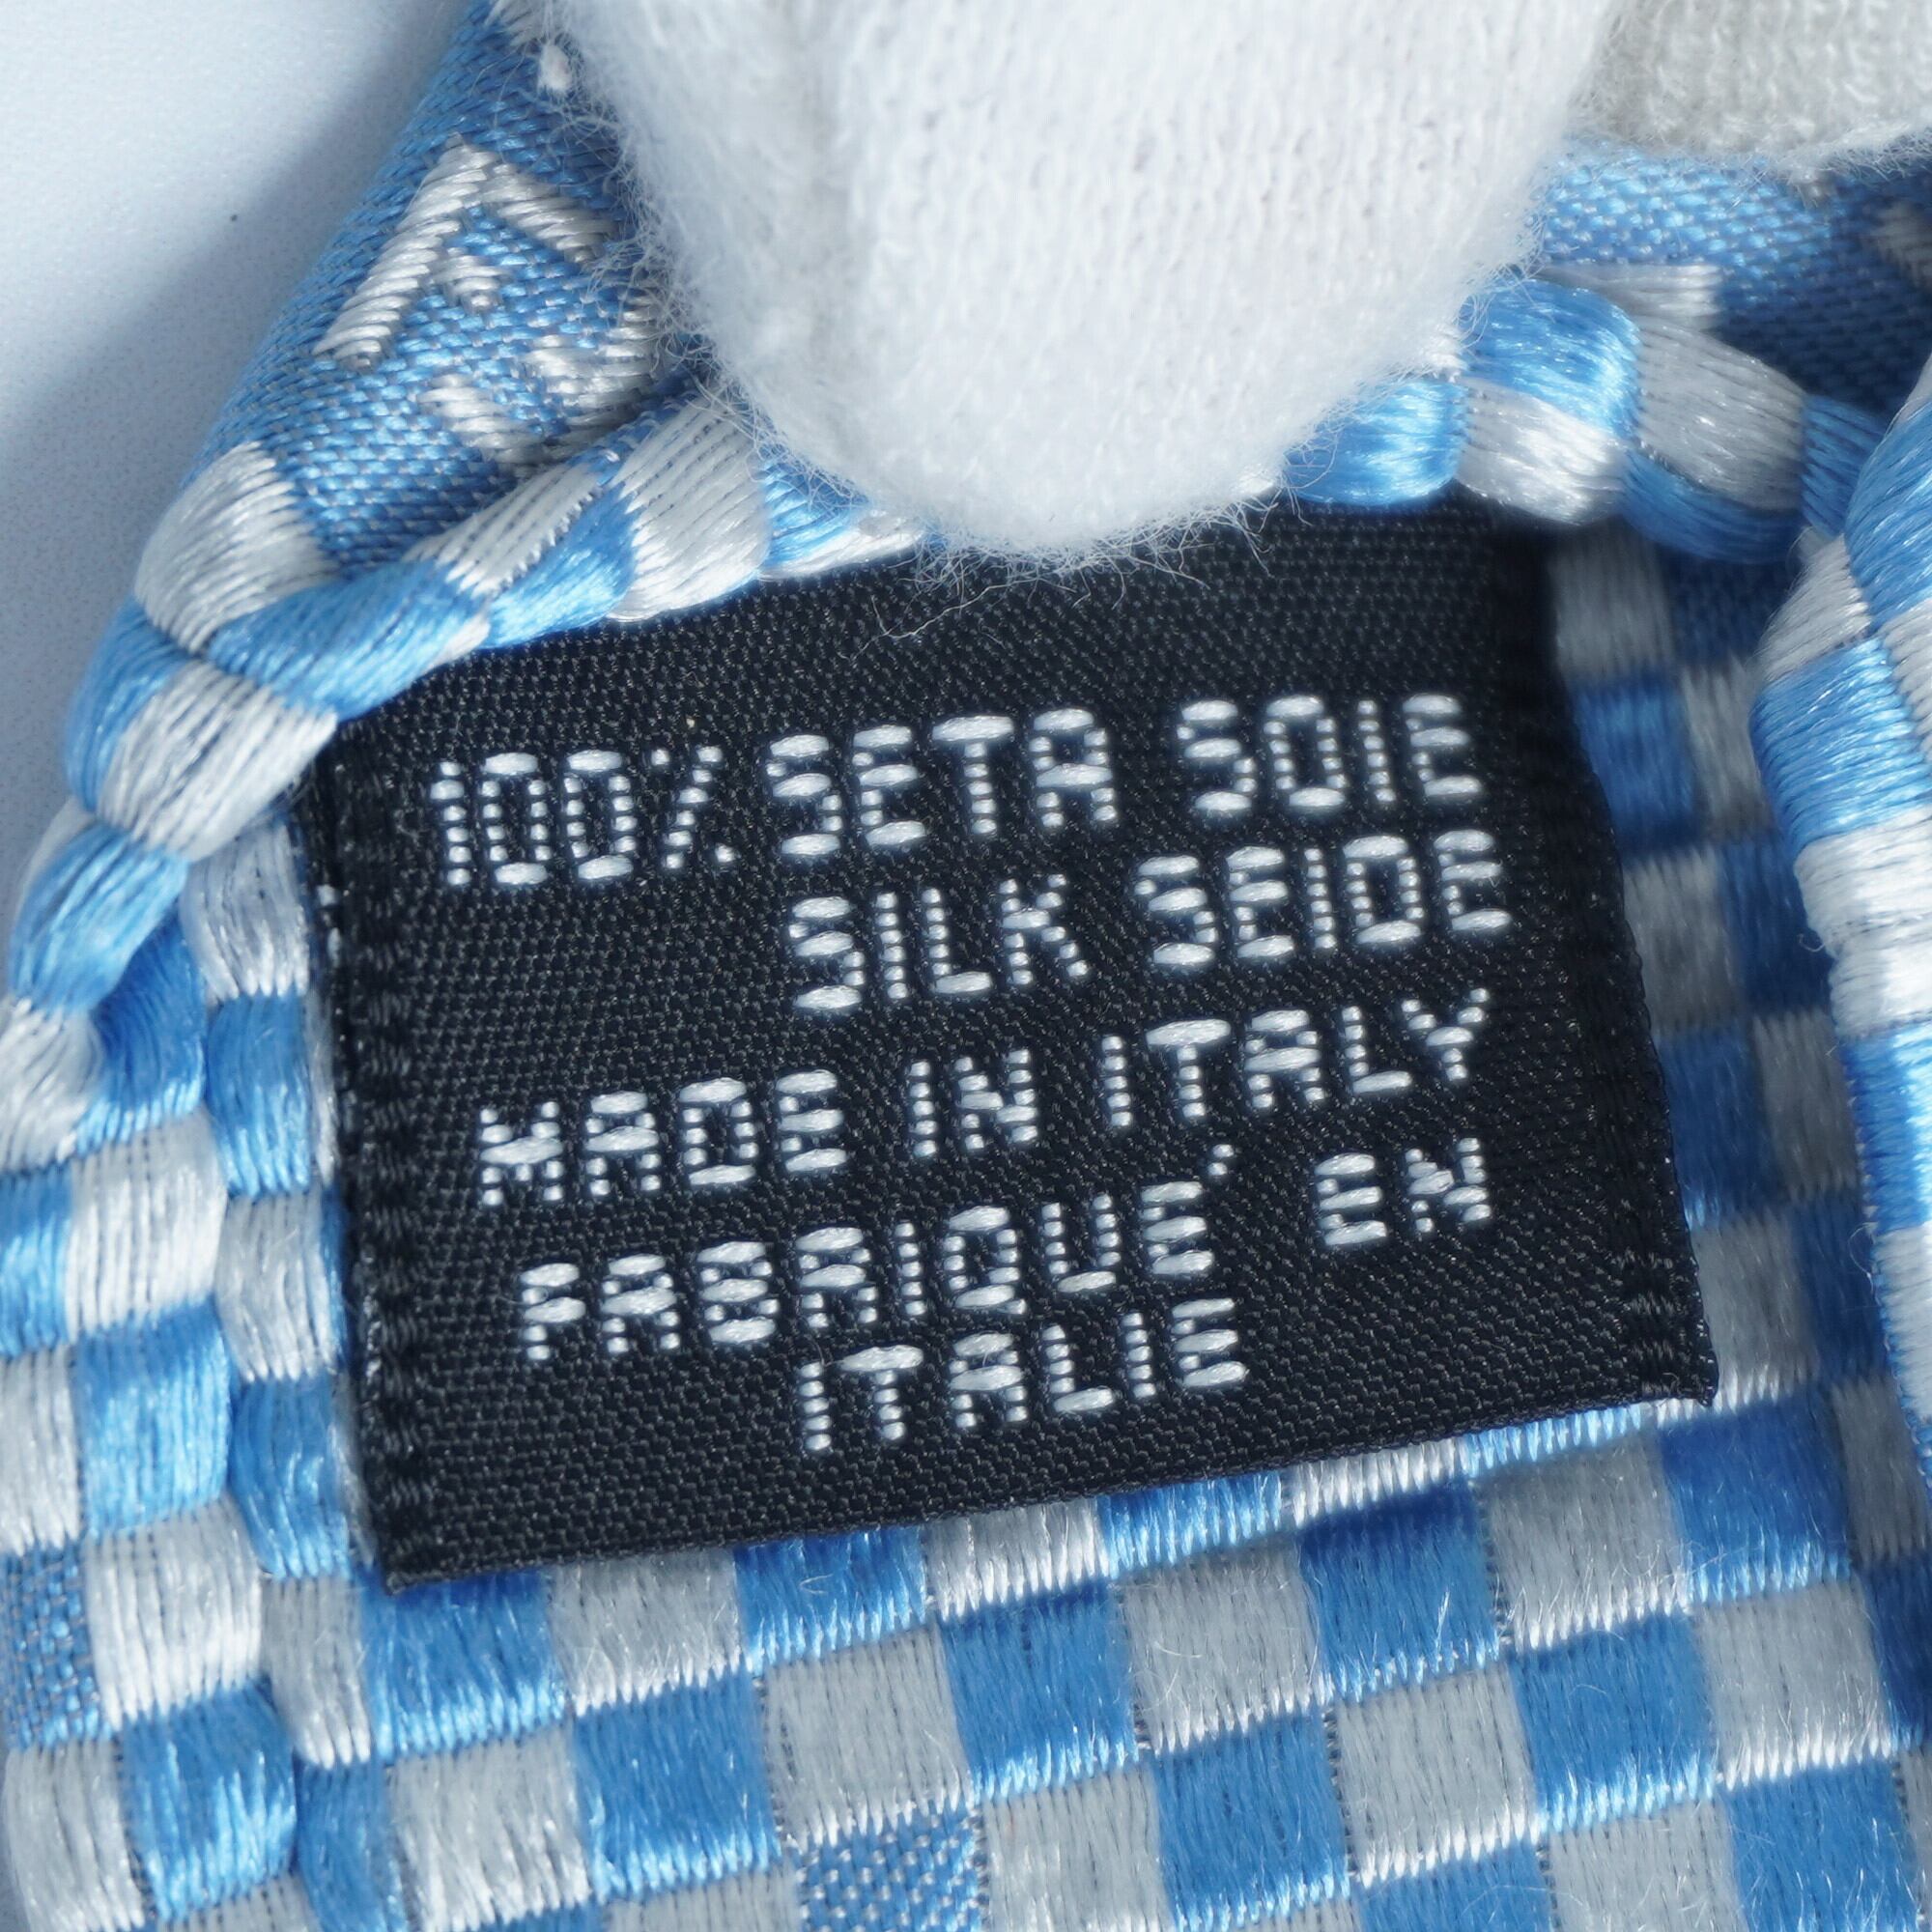 100% SETA SOIE
SILK SEIDE
MADE IN ITALY
FABRIQUE' EN
ITALIE